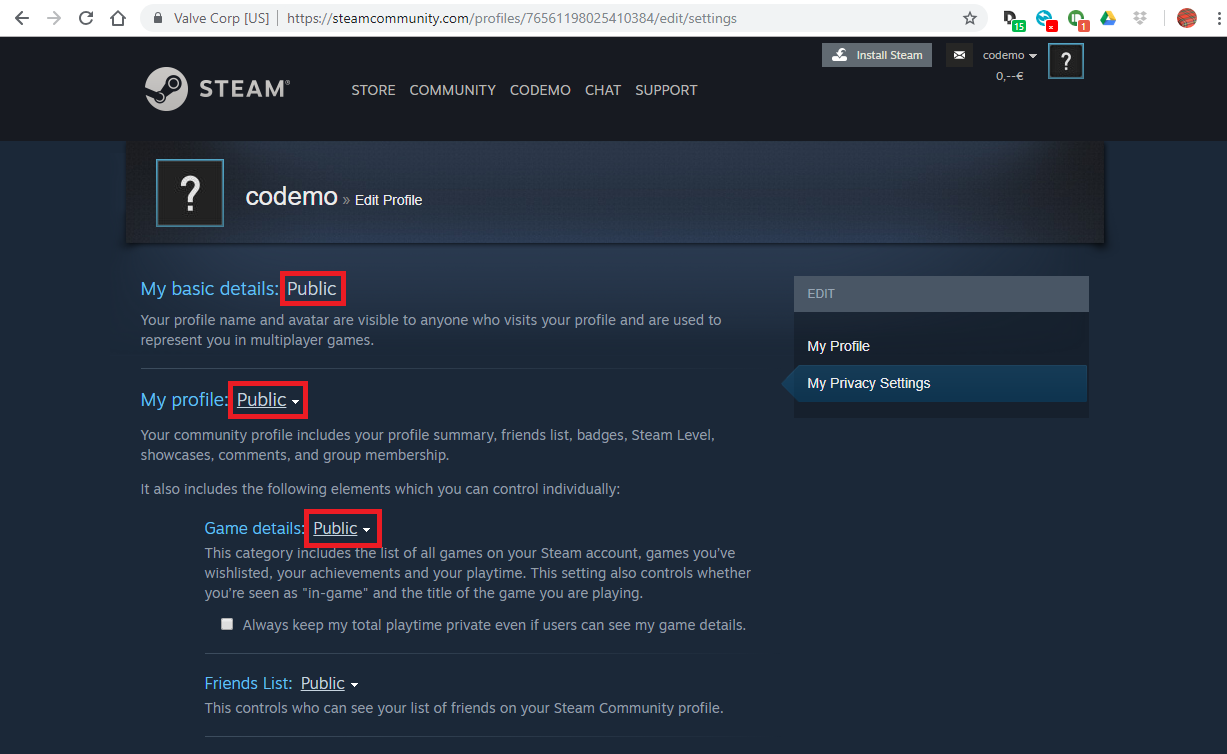 Valve Corp [US] | https://steamcommunity.com/profiles/76561198025410384/edit/settings
15
×
1
Install Steam
codemo
0,--€
?
STEAM®
STORE COMMUNITY CODEMO CHAT SUPPORT
?
codemo » Edit Profile
My basic details: Public
Your profile name and avatar are visible to anyone who visits your profile and are used to
represent you in multiplayer games.
My profile: Public
Your community profile includes your profile summary, friends list, badges, Steam Level,
showcases, comments, and group membership.
It also includes the following elements which you can control individually:
Game details: Public
This category includes the list of all games on your Steam account, games you've
wishlisted, your achievements and your playtime. This setting also controls whether
you're seen as "in-game" and the title of the game you are playing.
Always keep my total playtime private even if users can see my game details.
Friends List: Public
This controls who can see your list of friends on your Steam Community profile.
EDIT
My Profile
My Privacy Settings